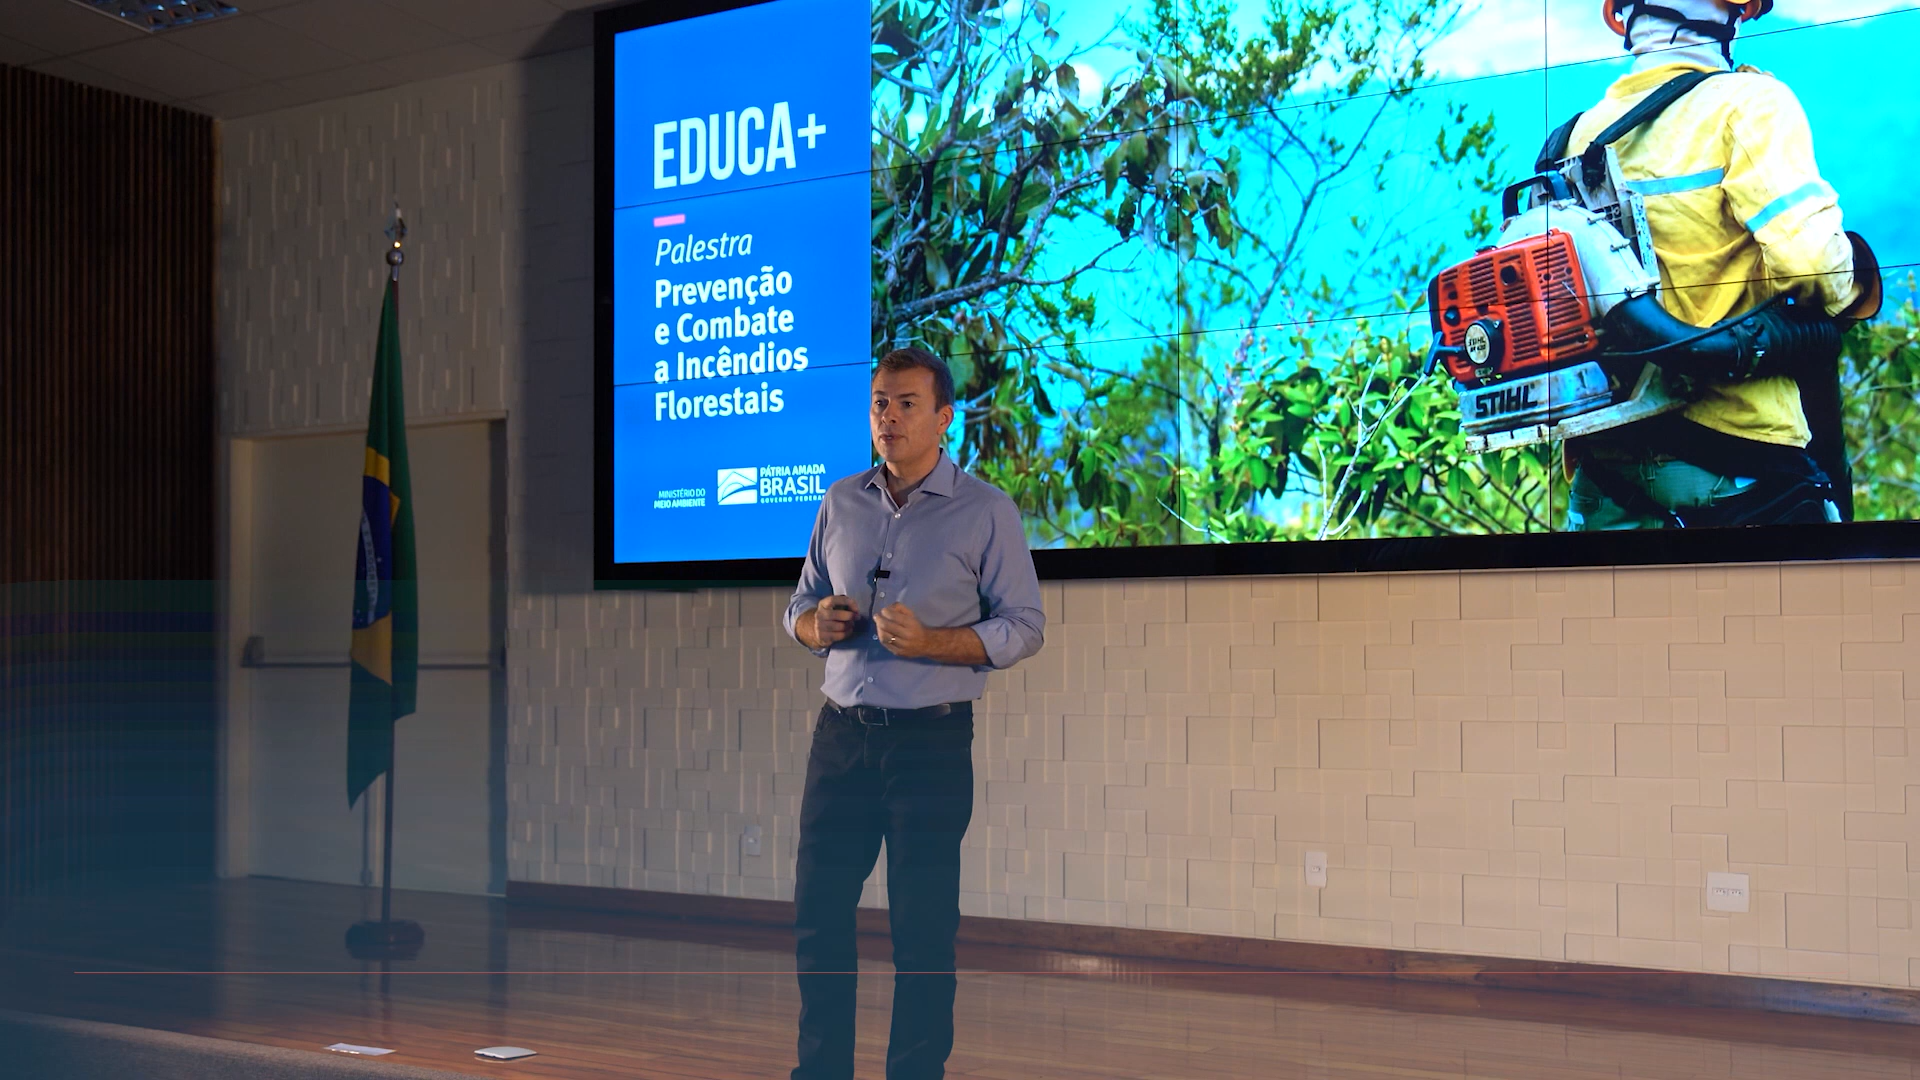 EDUCA+
Palestra
Prevenção
e Combate
a Incêndios
Florestais
MINISTÉRIO DO
MEIO AMBIENTE
PÁTRIA AMADA
BRASIL
GOVERNO FEDERAL
STIHL
STIHL